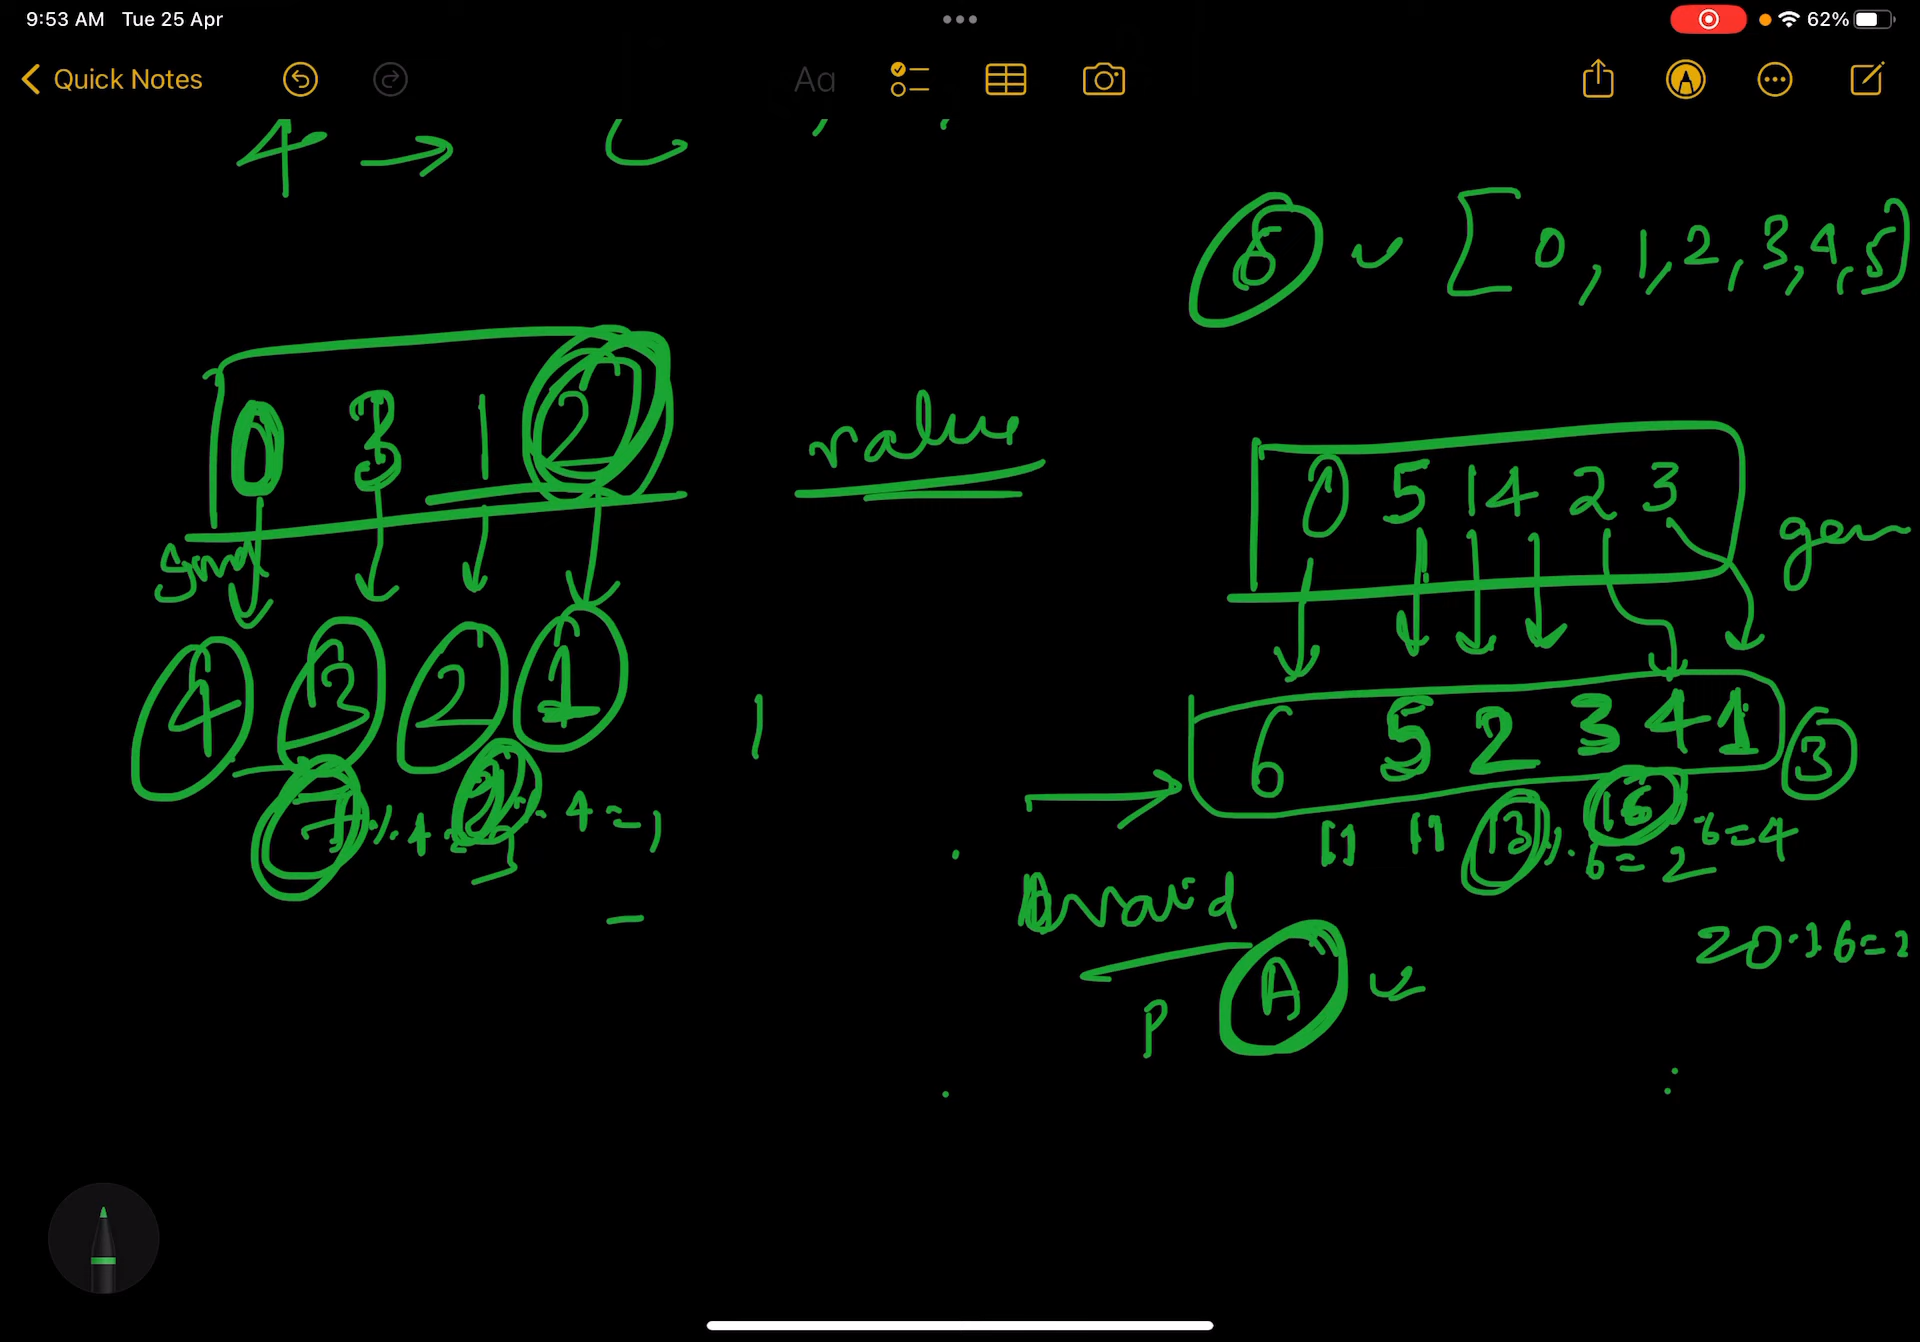 9:53 AM Tue 25 Apr
62%
Quick Notes
Aa
4 →
6 [0, 1, 2, 3, 4, 5]
0 3 1 2
value
0 5 1 4 2 3
gen
4 3 2 1
6 5 2 3 4 1
3
7 % 4 =
% 4 = 1
13 % 6 =
16
6 = 4
2
20 % 6 = 2
P A